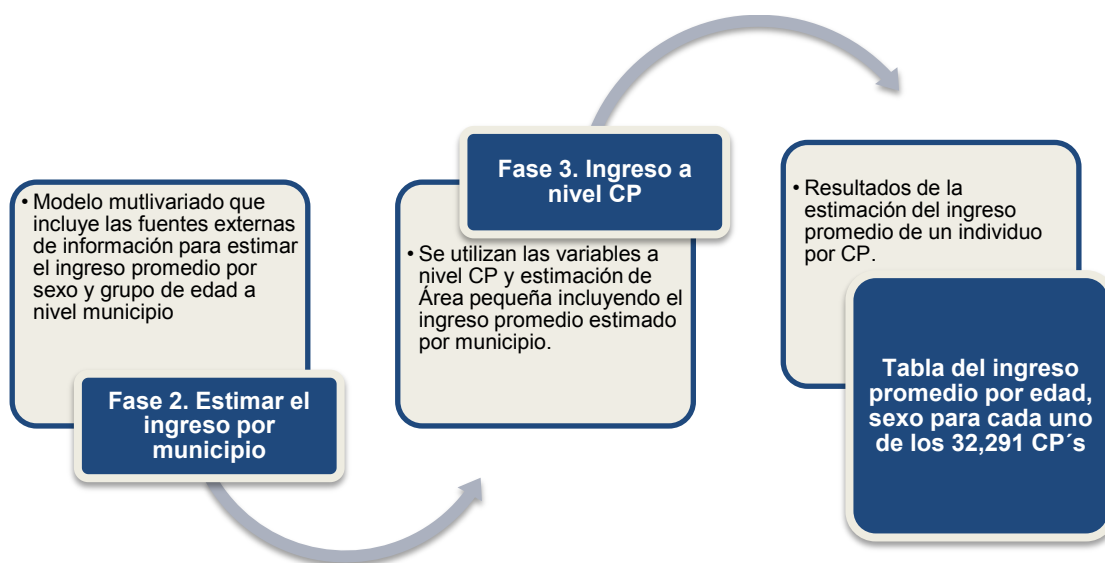 • Modelo mutlivariado que
incluye las fuentes externas
de información para estimar
el ingreso promedio por
sexo y grupo de edad a
nivel municipio
Fase 2. Estimar el
ingreso por
municipio
Fase 3. Ingreso a
nivel CP
• Se utilizan las variables a
nivel CP y estimación de
Área pequeña incluyendo el
ingreso promedio estimado
por municipio.
• Resultados de la
estimación del ingreso
promedio de un individuo
por CP.
Tabla del ingreso
promedio por edad,
sexo para cada uno
de los 32,291 CP´s